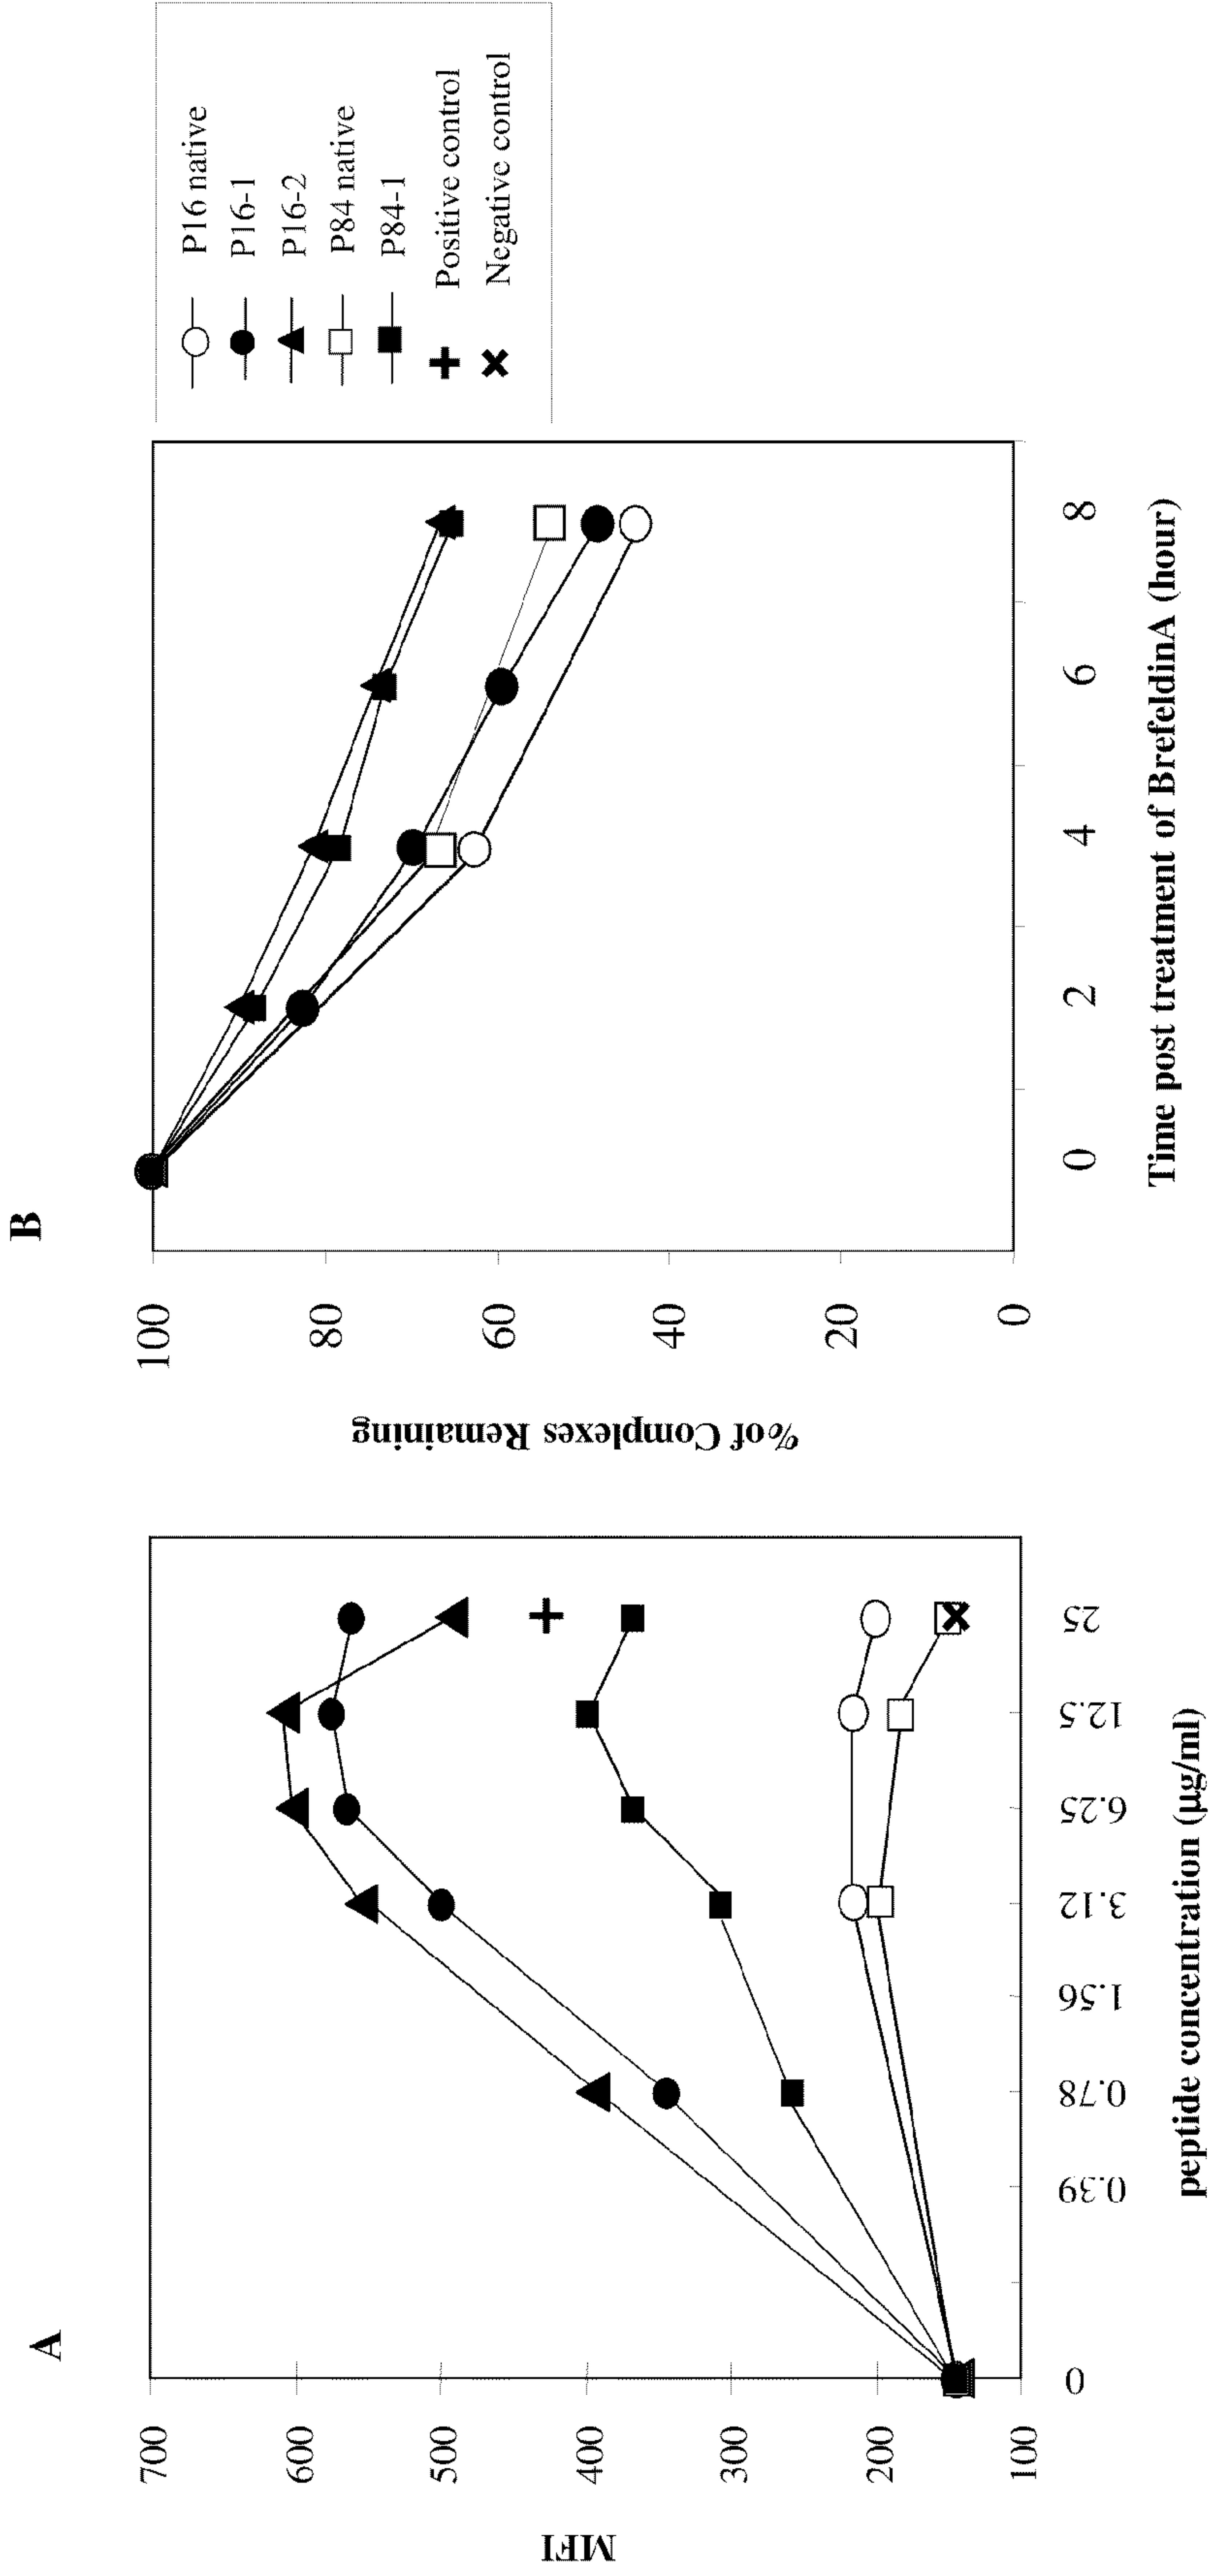 A
700
600
500
400
300
200
100
MFI
0
0.39
0.78
1.56
3.12
6.25
12.5
25
peptide concentration (µg/ml)
B
100
80
60
40
20
0
%of Complexes Remaining
0
2
4
6
8
Time post treatment of BrefeldinA (hour)
P16 native
P16-1
P16-2
P84 native
P84-1
Positive control
Negative control